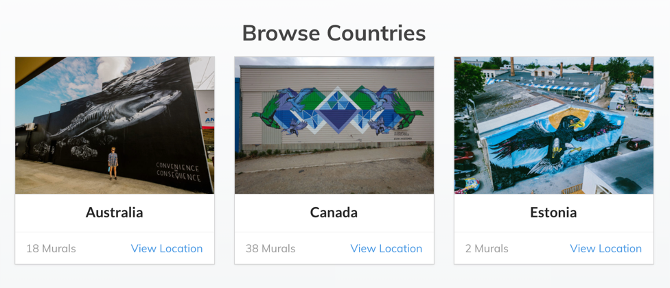 Browse Countries
CONVENIENCE
CONSEQUENCE
Australia
Canada
Estonia
18 Murals
View Location
38 Murals
View Location
2 Murals
View Location